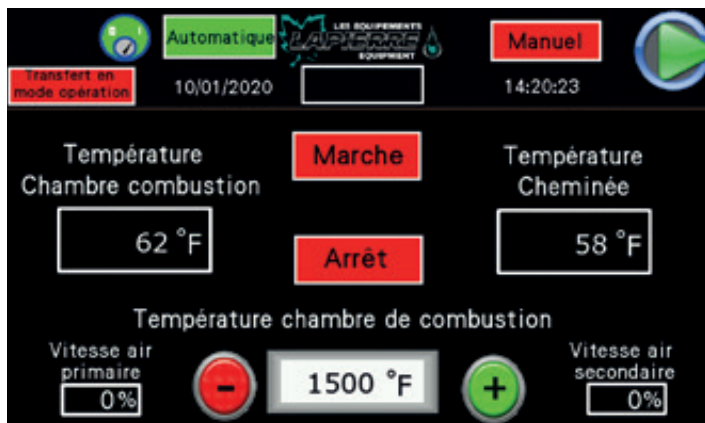 Automatique
LES EQUIPEMENTS
LAPIERRE
EQUIPMENT
Manuel
Transfert en
mode opération
10/01/2020
14:20:23
Température
Chambre combustion
62 °F
Marche
Arrêt
Température
Cheminée
58 °F
Température chambre de combustion
Vitesse air
primaire
0%
-
1500 °F
+
Vitesse air
secondaire
0%